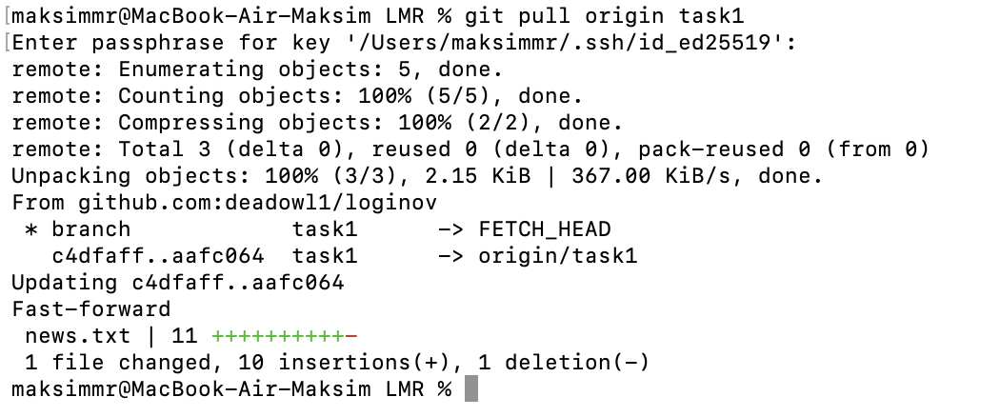 [maksimmr@MacBook-Air-Maksim LMR % git pull origin task1
[Enter passphrase for key '/Users/maksimmr/.ssh/id_ed25519':
remote: Enumerating objects: 5, done.
remote: Counting objects: 100% (5/5), done.
remote: Compressing objects: 100% (2/2), done.
remote: Total 3 (delta 0), reused 0 (delta 0), pack-reused 0 (from 0)
Unpacking objects: 100% (3/3), 2.15 KiB | 367.00 KiB/s, done.
From github.com:deadowl1/loginov
 * branch            task1      -> FETCH_HEAD
   c4dfaff..aafc064  task1      -> origin/task1
Updating c4dfaff..aafc064
Fast-forward
 news.txt | 11 ++++++++++-
 1 file changed, 10 insertions(+), 1 deletion(-)
maksimmr@MacBook-Air-Maksim LMR %